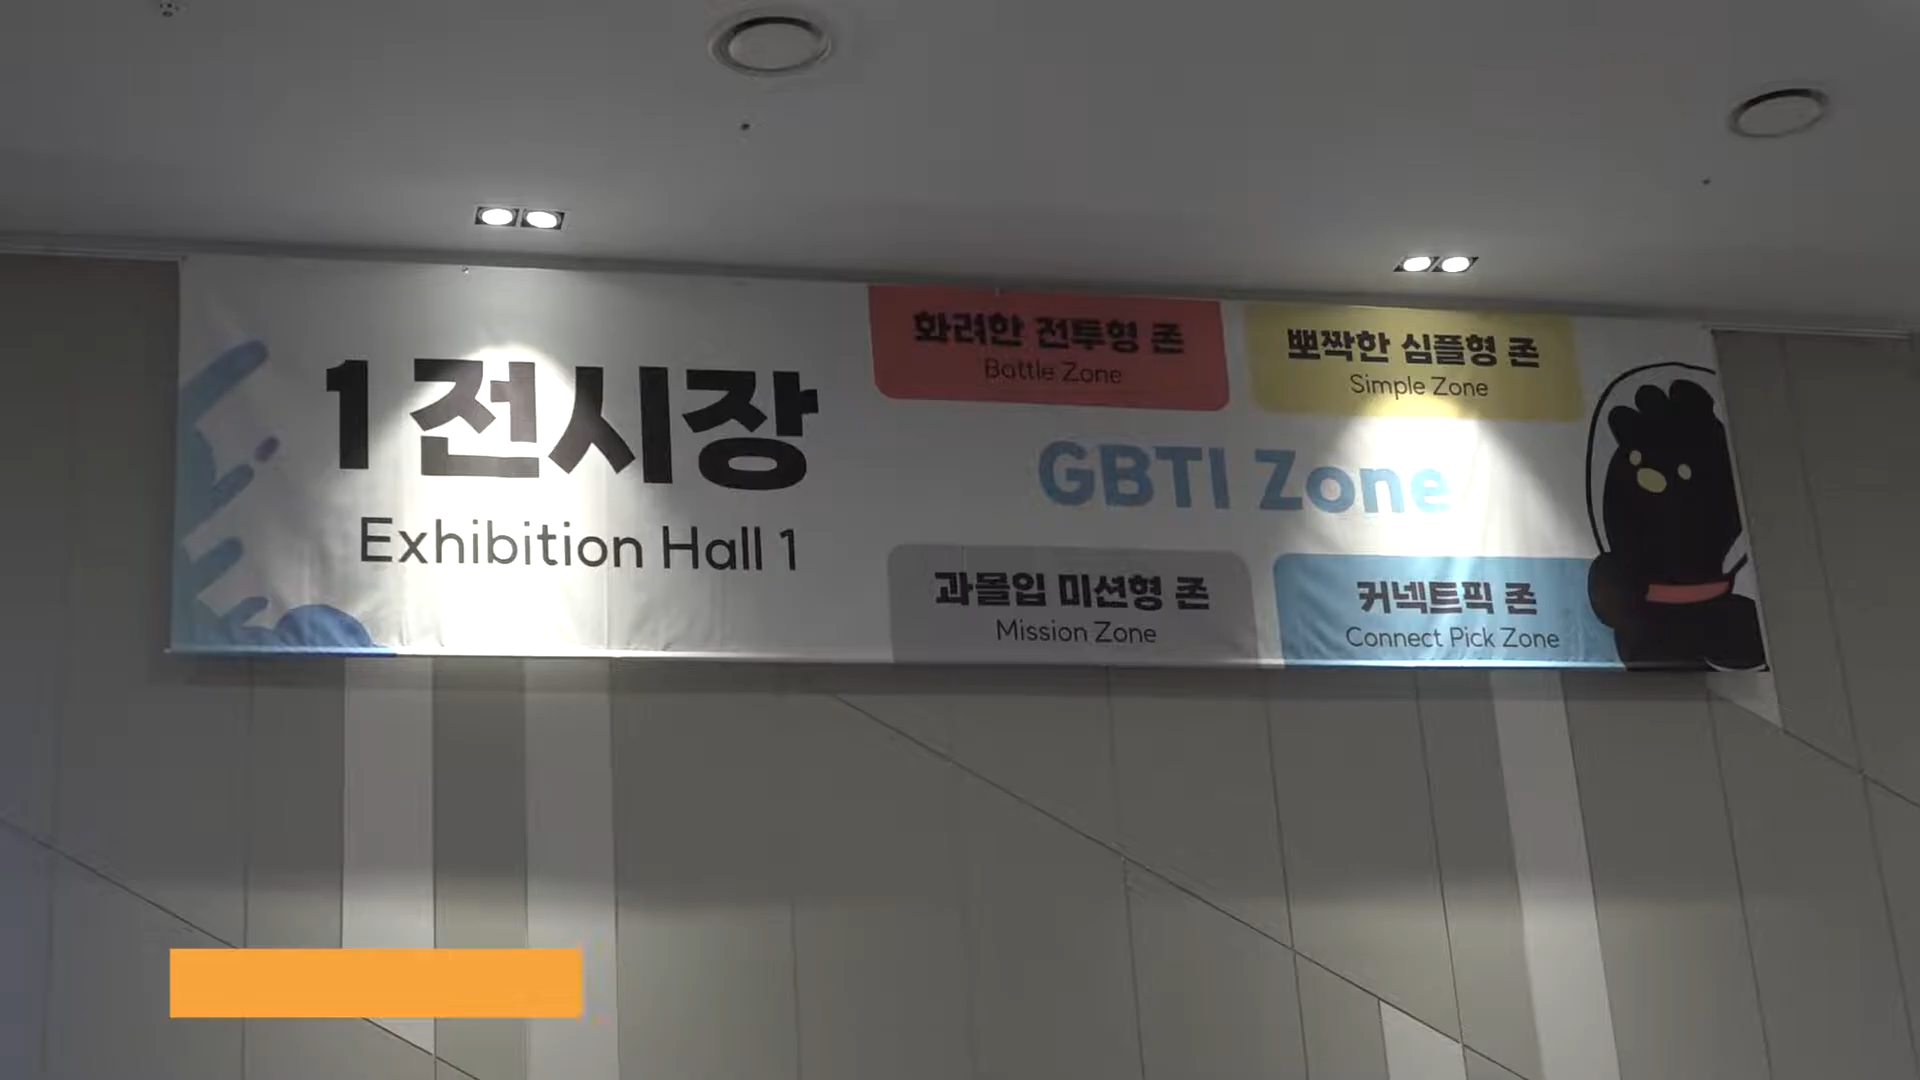 1 전시장
Exhibition Hall 1
화려한 전투형 존
Battle Zone
뽀짝한 심플형 존
Simple Zone
GBTI Zone
과몰입 미션형 존
Mission Zone
커넥트픽 존
Connect Pick Zone